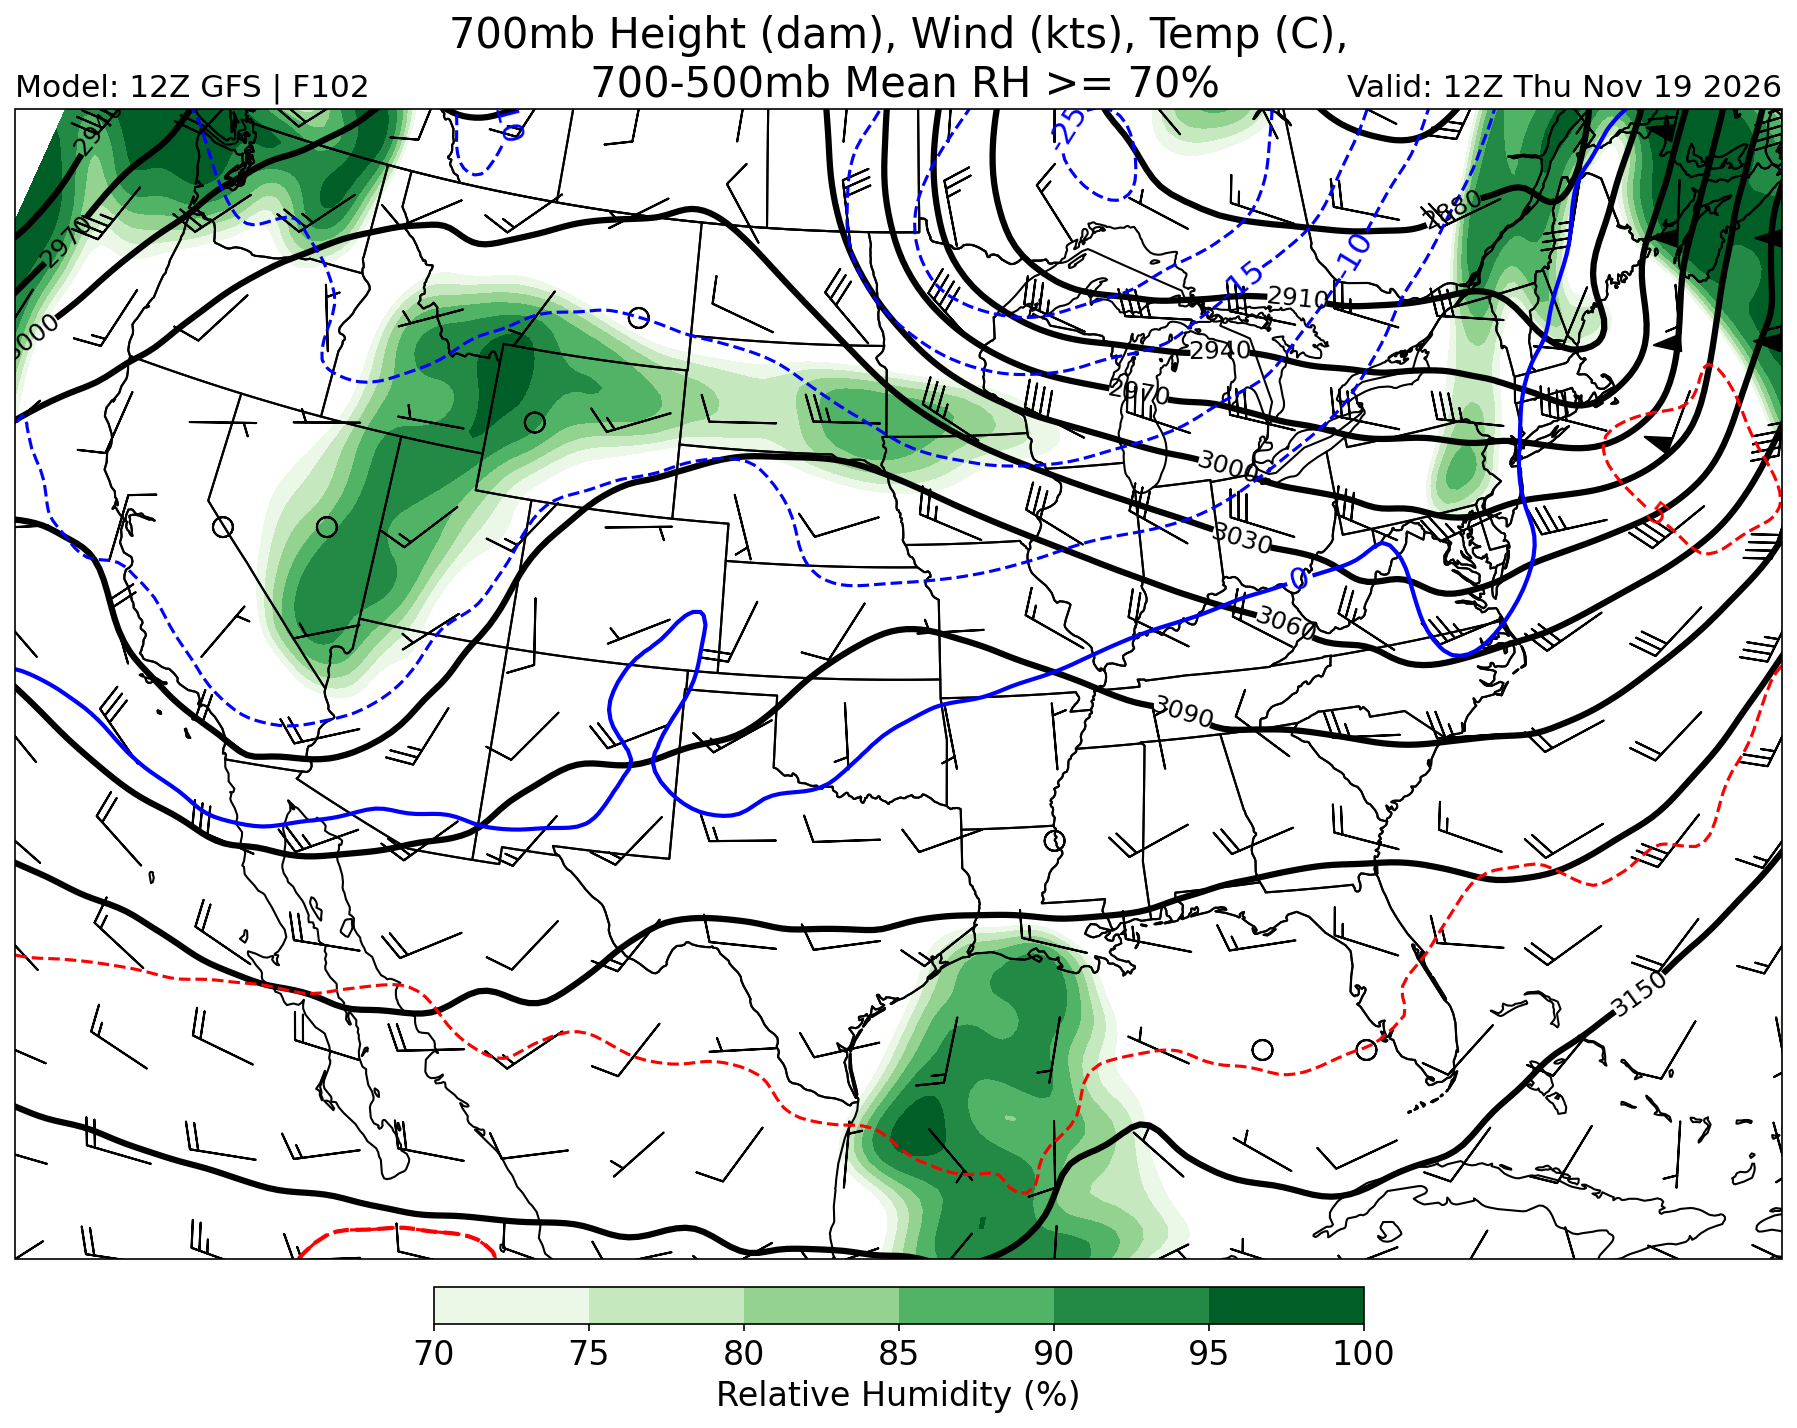 700mb Height (dam), Wind (kts), Temp (C),
700-500mb Mean RH >= 70%
Model: 12Z GFS | F102
Valid: 12Z Thu Nov 19 2026
2940
2970
3000
25
2880
10
15
2910
2940
2970
3000
5
3030
0
3060
3090
3150
70 75 80 85 90 95 100
Relative Humidity (%)